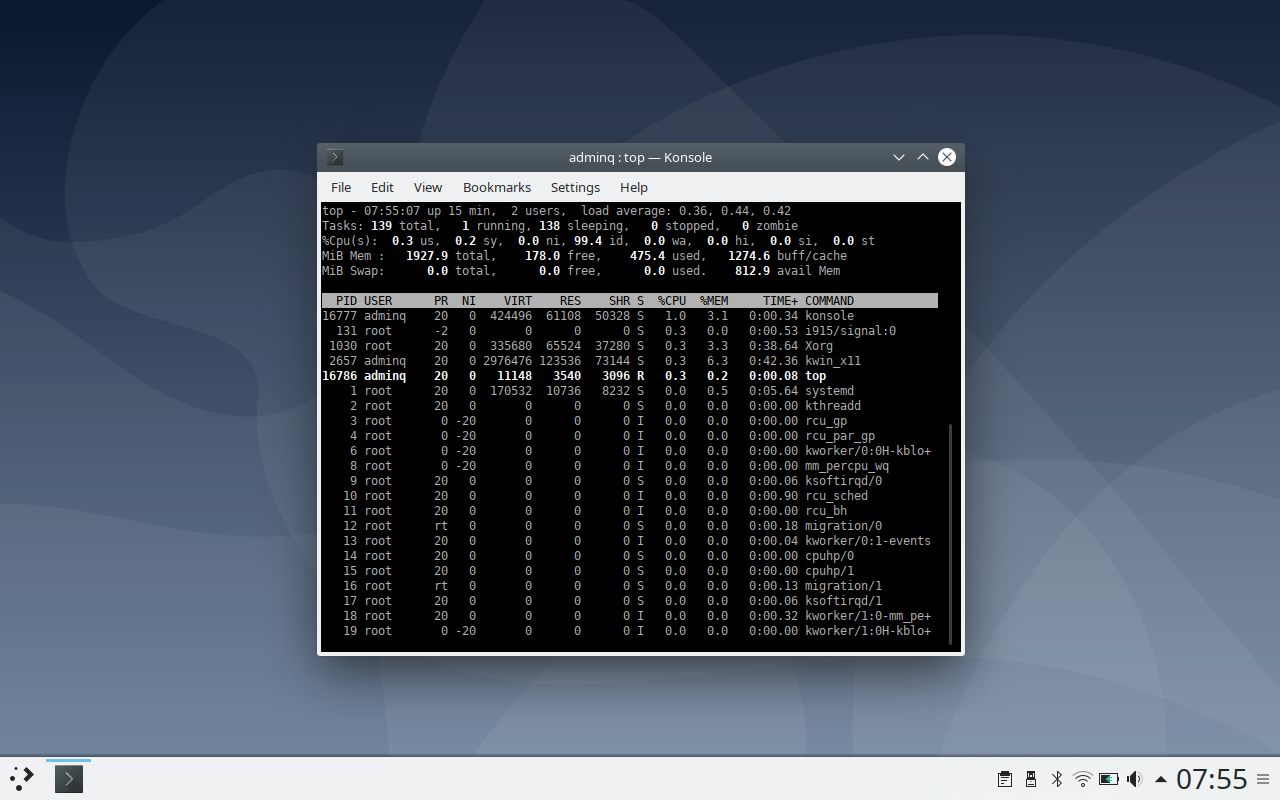 adminq : top — Konsole
File Edit View Bookmarks Settings Help
top - 07:55:07 up 15 min,  2 users,  load average: 0.36, 0.44, 0.42
Tasks: 139 total,   1 running, 138 sleeping,   0 stopped,   0 zombie
%Cpu(s):  0.3 us,  0.2 sy,  0.0 ni, 99.4 id,  0.0 wa,  0.0 hi,  0.0 si,  0.0 st
MiB Mem :   1927.9 total,    178.0 free,    475.4 used,   1274.6 buff/cache
MiB Swap:      0.0 total,      0.0 free,      0.0 used.    812.9 avail Mem
  PID USER      PR  NI    VIRT    RES    SHR S  %CPU  %MEM     TIME+ COMMAND
16777 adminq    20   0  424496  61108  50328 S   1.0   3.1   0:00.34 konsole
  131 root      -2   0       0      0      0 S   0.3   0.0   0:00.53 i915/signal:0
 1030 root      20   0  335680  65524  37280 S   0.3   3.3   0:38.64 Xorg
 2657 adminq    20   0 2976476 123536  73144 S   0.3   6.3   0:42.36 kwin_x11
16786 adminq    20   0   11148   3540   3096 R   0.3   0.2   0:00.08 top
    1 root      20   0  170532  10736   8232 S   0.0   0.5   0:05.64 systemd
    2 root      20   0       0      0      0 S   0.0   0.0   0:00.00 kthreadd
    3 root       0 -20       0      0      0 I   0.0   0.0   0:00.00 rcu_gp
    4 root       0 -20       0      0      0 I   0.0   0.0   0:00.00 rcu_par_gp
    6 root       0 -20       0      0      0 I   0.0   0.0   0:00.00 kworker/0:0H-kblo+
    8 root       0 -20       0      0      0 I   0.0   0.0   0:00.00 mm_percpu_wq
    9 root      20   0       0      0      0 S   0.0   0.0   0:00.06 ksoftirqd/0
   10 root      20   0       0      0      0 I   0.0   0.0   0:00.90 rcu_sched
   11 root      20   0       0      0      0 I   0.0   0.0   0:00.00 rcu_bh
   12 root      rt   0       0      0      0 S   0.0   0.0   0:00.18 migration/0
   13 root      20   0       0      0      0 I   0.0   0.0   0:00.04 kworker/0:1-events
   14 root      20   0       0      0      0 S   0.0   0.0   0:00.00 cpuhp/0
   15 root      20   0       0      0      0 S   0.0   0.0   0:00.00 cpuhp/1
   16 root      rt   0       0      0      0 S   0.0   0.0   0:00.13 migration/1
   17 root      20   0       0      0      0 S   0.0   0.0   0:00.06 ksoftirqd/1
   18 root      20   0       0      0      0 I   0.0   0.0   0:00.32 kworker/1:0-mm_pe+
   19 root       0 -20       0      0      0 I   0.0   0.0   0:00.00 kworker/1:0H-kblo+
07:55